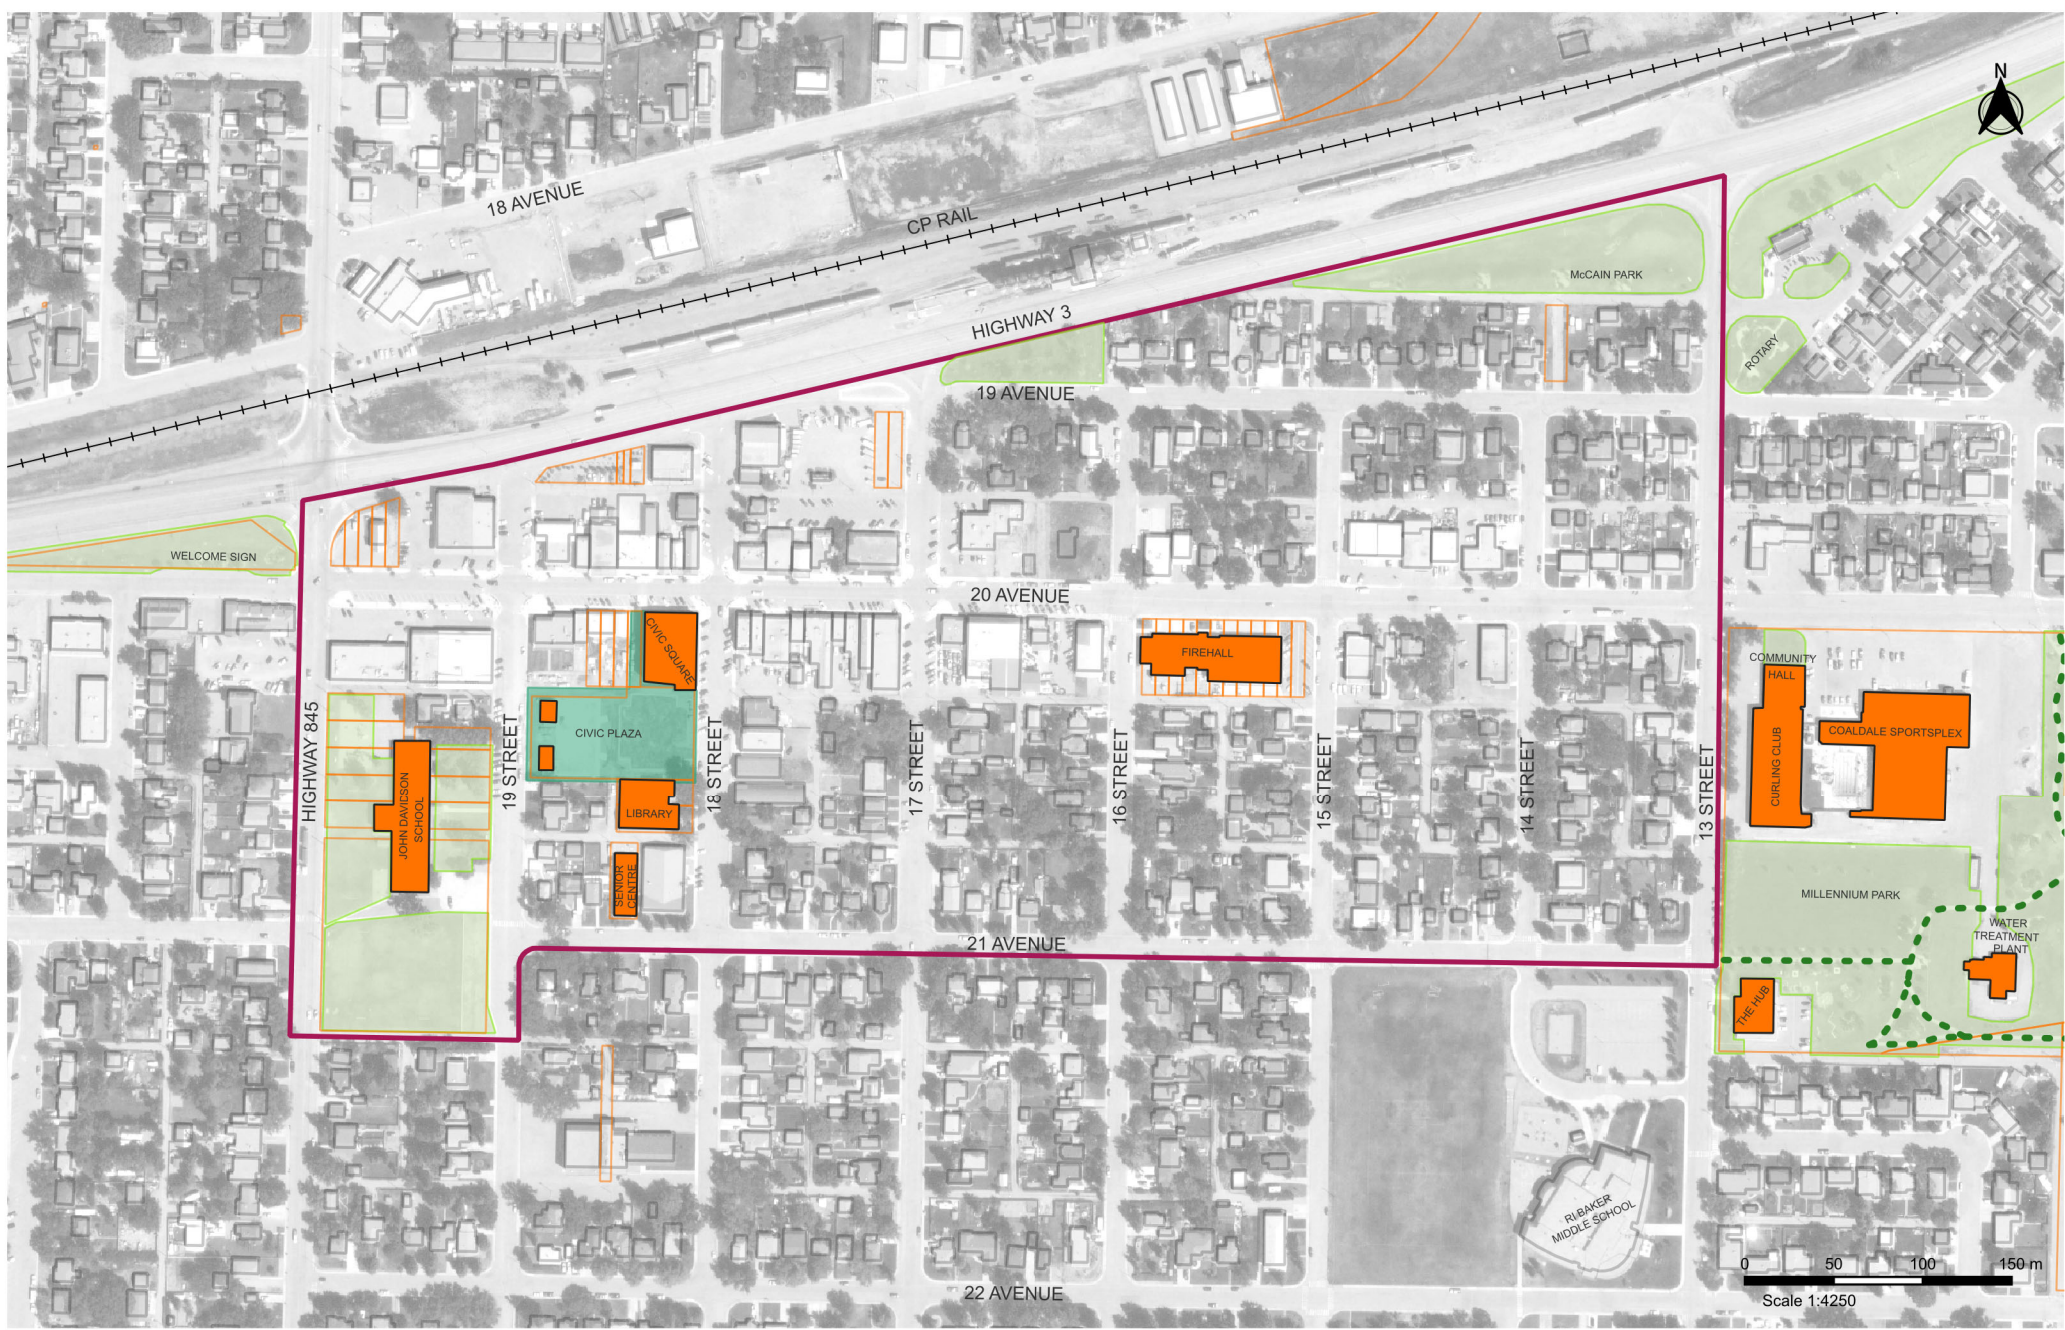 N
18 AVENUE
CP RAIL
McCAIN PARK
HIGHWAY 3
ROTARY
19 AVENUE
WELCOME SIGN
20 AVENUE
CIVIC SQUARE
FIREHALL
COMMUNITY
HALL
CURLING CLUB
COALDALE SPORTSPLEX
HIGHWAY 845
19 STREET
CIVIC PLAZA
18 STREET
17 STREET
16 STREET
15 STREET
14 STREET
13 STREET
JOHN DAVIDSON
SCHOOL
LIBRARY
SENIOR
CENTRE
MILLENNIUM PARK
WATER
TREATMENT
PLANT
21 AVENUE
THE HUB
RI BAKER
MIDDLE SCHOOL
22 AVENUE
0 50 100 150 m
Scale 1:4250